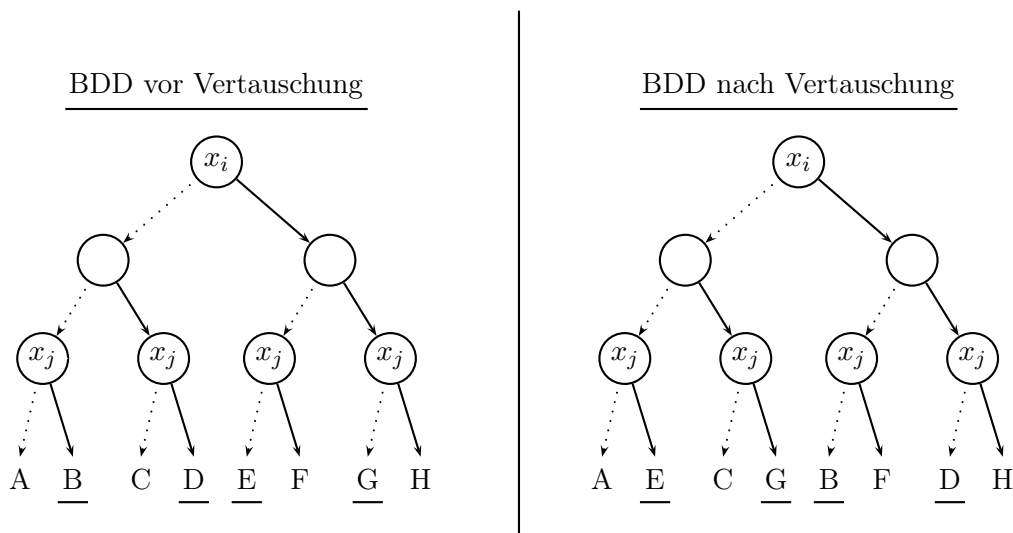 BDD vor Vertauschung
x_i
x_j x_j x_j x_j
A B C D E F G H
BDD nach Vertauschung
x_i
x_j x_j x_j x_j
A E C G B F D H